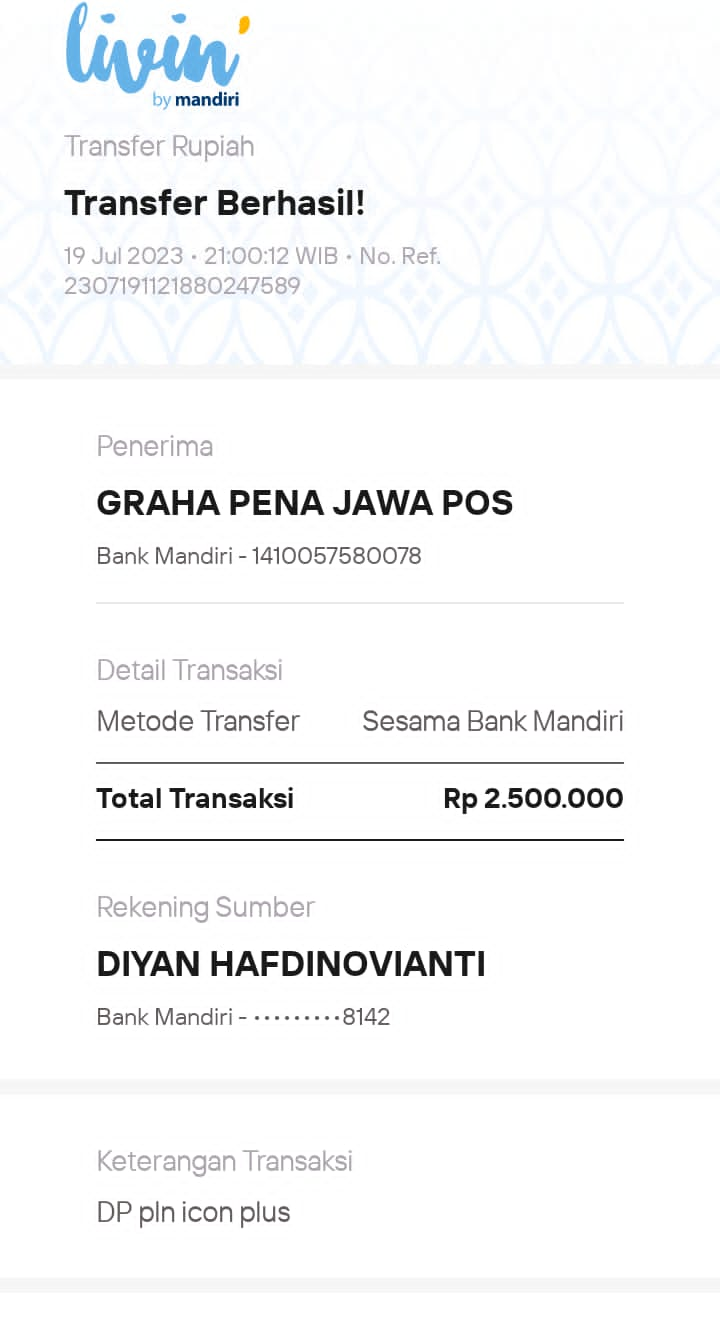 livin'
by mandiri
Transfer Rupiah
Transfer Berhasil!
19 Jul 2023 • 21:00:12 WIB • No. Ref.
2307191121880247589
Penerima
GRAHA PENA JAWA POS
Bank Mandiri - 1410057580078
Detail Transaksi
Metode Transfer Sesama Bank Mandiri
Total Transaksi Rp 2.500.000
Rekening Sumber
DIYAN HAFDINOVIANTI
Bank Mandiri - •••••••••8142
Keterangan Transaksi
DP pln icon plus